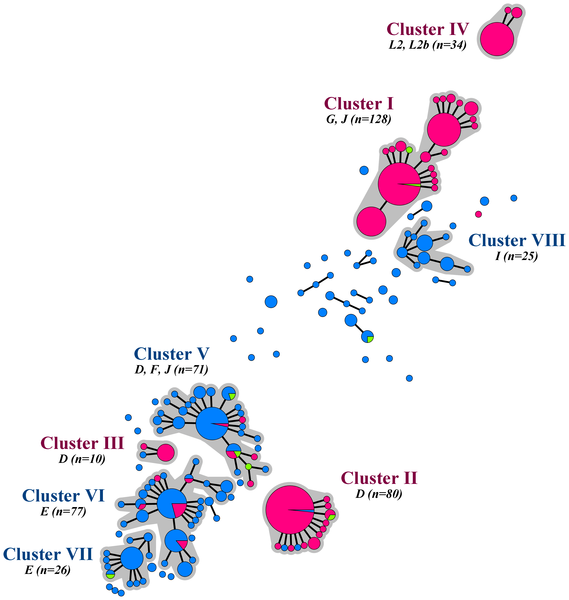 Cluster IV
L2, L2b (n=34)
Cluster I
G, J (n=128)
Cluster VIII
I (n=25)
Cluster V
D, F, J (n=71)
Cluster III
D (n=10)
Cluster II
D (n=80)
Cluster VI
E (n=77)
Cluster VII
E (n=26)